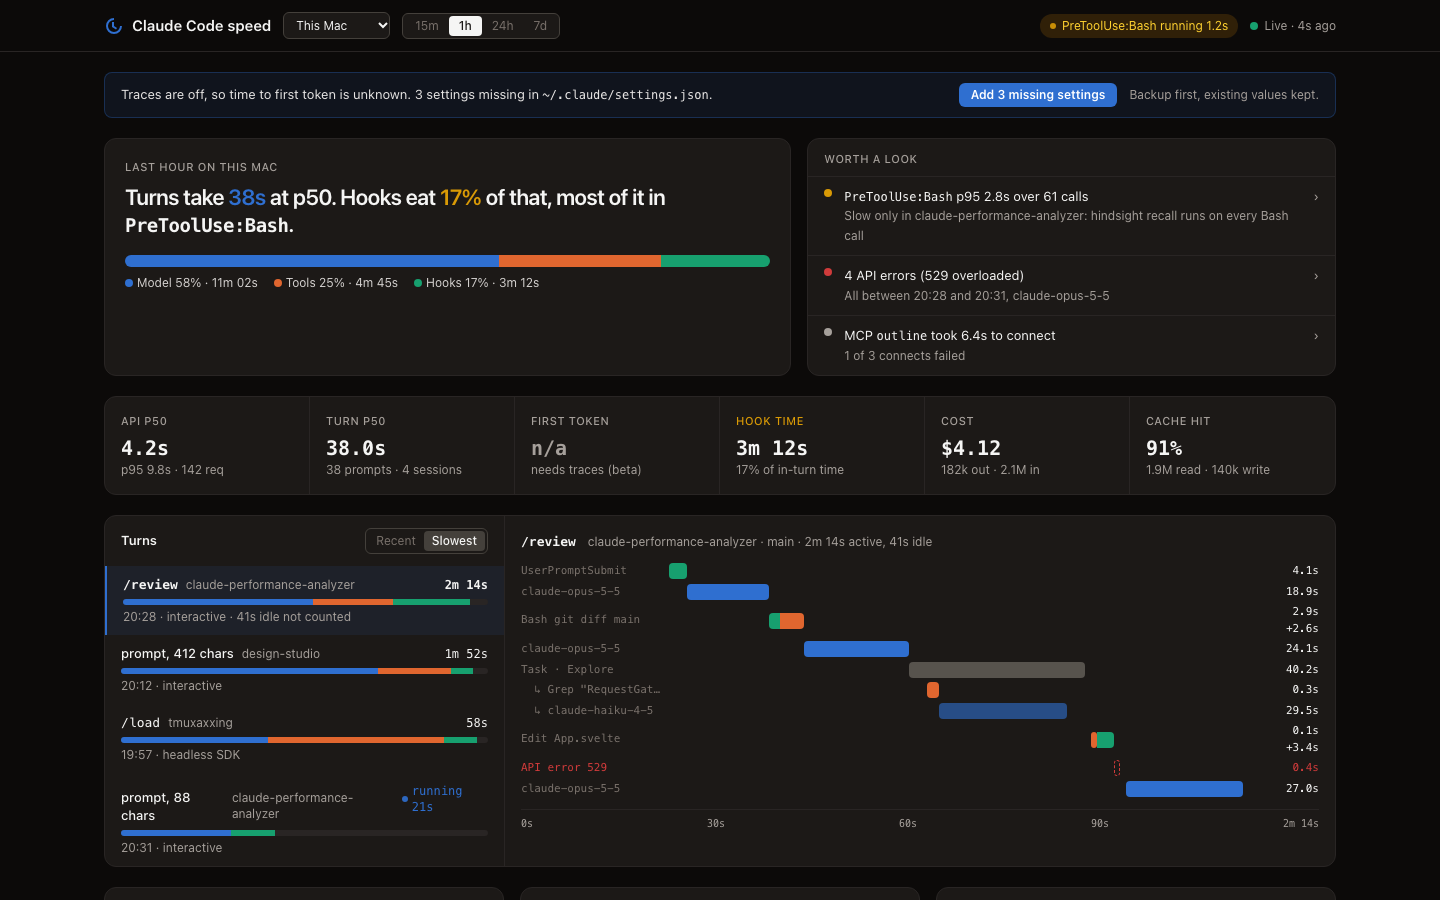 Claude Code speed
This Mac
15m 1h 24h 7d
PreToolUse:Bash running 1.2s
Live · 4s ago
Traces are off, so time to first token is unknown. 3 settings missing in ~/.claude/settings.json.
Add 3 missing settings
Backup first, existing values kept.
LAST HOUR ON THIS MAC
Turns take 38s at p50. Hooks eat 17% of that, most of it in
PreToolUse:Bash.
Model 58% · 11m 02s
Tools 25% · 4m 45s
Hooks 17% · 3m 12s
WORTH A LOOK
PreToolUse:Bash p95 2.8s over 61 calls ›
Slow only in claude-performance-analyzer: hindsight recall runs on every Bash
call
4 API errors (529 overloaded) ›
All between 20:28 and 20:31, claude-opus-5-5
MCP outline took 6.4s to connect ›
1 of 3 connects failed
API P50
4.2s
p95 9.8s · 142 req
TURN P50
38.0s
38 prompts · 4 sessions
FIRST TOKEN
n/a
needs traces (beta)
HOOK TIME
3m 12s
17% of in-turn time
COST
$4.12
182k out · 2.1M in
CACHE HIT
91%
1.9M read · 140k write
Turns
Recent Slowest
/review claude-performance-analyzer 2m 14s
20:28 · interactive · 41s idle not counted
prompt, 412 chars design-studio 1m 52s
20:12 · interactive
/load tmuxaxxing 58s
19:57 · headless SDK
prompt, 88
chars
claude-performance-
analyzer
running
21s
20:31 · interactive
/review claude-performance-analyzer · main · 2m 14s active, 41s idle
UserPromptSubmit 4.1s
claude-opus-5-5 18.9s
Bash git diff main 2.9s
+2.6s
claude-opus-5-5 24.1s
Task · Explore 40.2s
↳ Grep "RequestGat… 0.3s
↳ claude-haiku-4-5 29.5s
Edit App.svelte 0.1s
+3.4s
API error 529 0.4s
claude-opus-5-5 27.0s
0s 30s 60s 90s 2m 14s